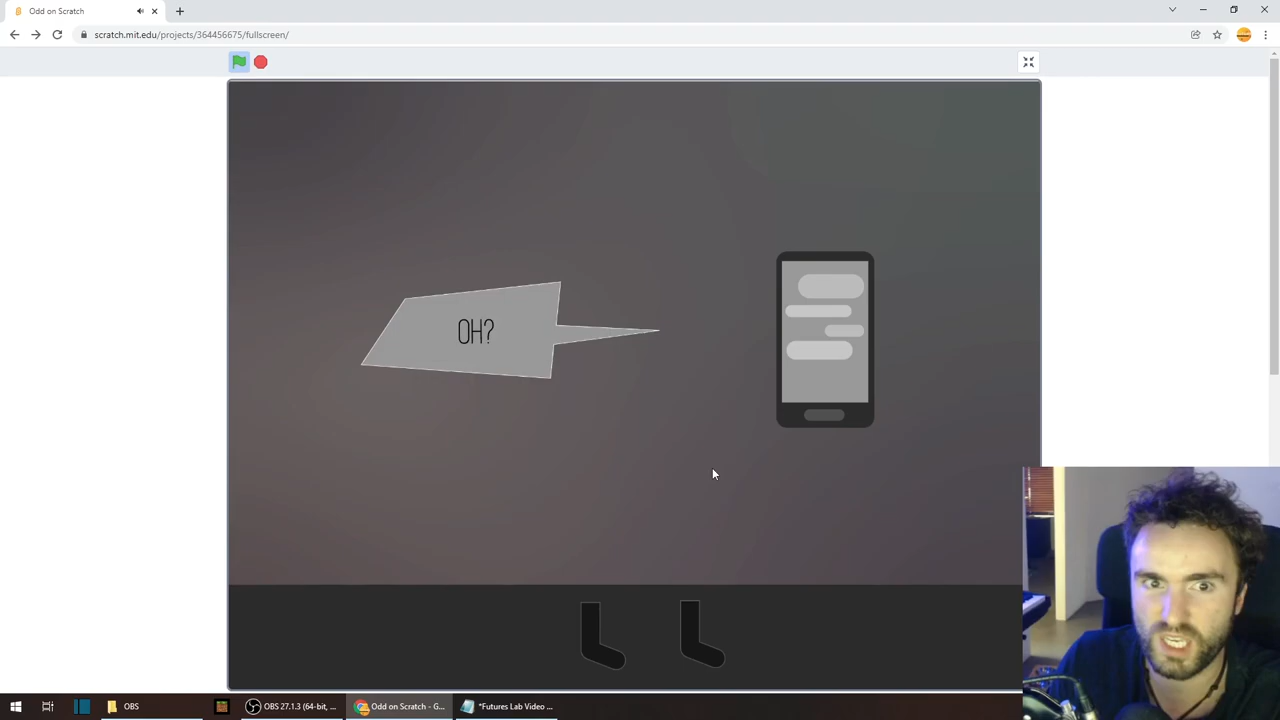 Odd on Scratch
scratch.mit.edu/projects/364456675/fullscreen/
OH?
OBS
OBS 27.1.3 (64-bit, ...
Odd on Scratch - G...
*Futures Lab Video ...